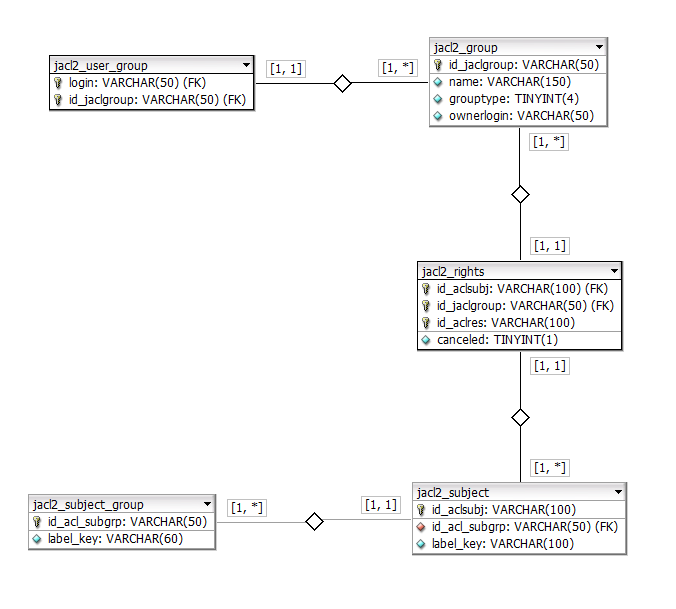 jacl2_user_group
login: VARCHAR(50) (FK)
id_jaclgroup: VARCHAR(50) (FK)
[1, 1]
[1, *]
jacl2_group
id_jaclgroup: VARCHAR(50)
name: VARCHAR(150)
grouptype: TINYINT(4)
ownerlogin: VARCHAR(50)
[1, *]
[1, 1]
jacl2_rights
id_aclsubj: VARCHAR(100) (FK)
id_jaclgroup: VARCHAR(50) (FK)
id_aclres: VARCHAR(100)
canceled: TINYINT(1)
[1, 1]
[1, *]
jacl2_subject_group
id_acl_subgrp: VARCHAR(50)
label_key: VARCHAR(60)
[1, *]
[1, 1]
jacl2_subject
id_aclsubj: VARCHAR(100)
id_acl_subgrp: VARCHAR(50) (FK)
label_key: VARCHAR(100)